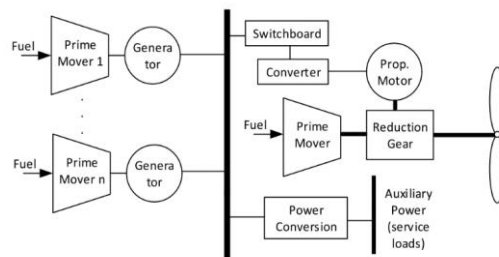 Fuel
Prime
Mover 1
Genera
tor
Fuel
Prime
Mover n
Genera
tor
Switchboard
Converter
Prop.
Motor
Fuel
Prime
Mover
Reduction
Gear
Power
Conversion
Auxiliary
Power
(service
loads)